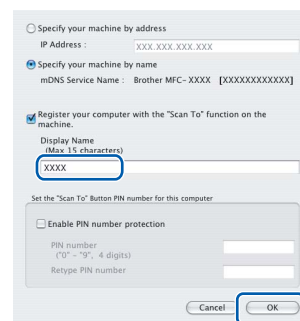 Specify your machine by address
IP Address :
XXX.XXX.XXX.XXX
Specify your machine by name
mDNS Service Name : Brother MFC- XXXX [XXXXXXXXXXXX]
Register your computer with the "Scan To" function on the
machine.
Display Name
(Max 15 characters)
XXXX
Set the "Scan To" Button PIN number for this computer
Enable PIN number protection
PIN number
("0" - "9", 4 digits)
Retype PIN number
Cancel OK